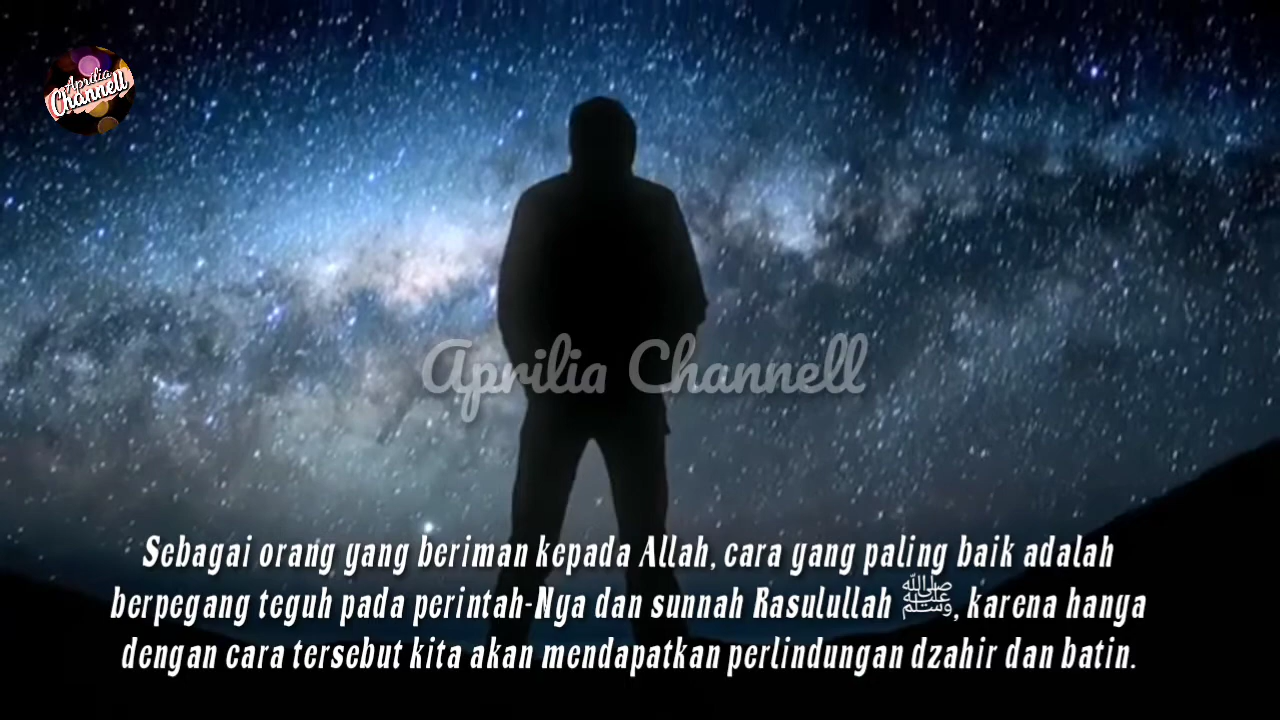 Aprilia
Channell
Aprilia Channell
Sebagai orang yang beriman kepada Allah, cara yang paling baik adalah
berpegang teguh pada perintah-Nya dan sunnah Rasulullah ﷺ, karena hanya
dengan cara tersebut kita akan mendapatkan perlindungan dzahir dan batin.